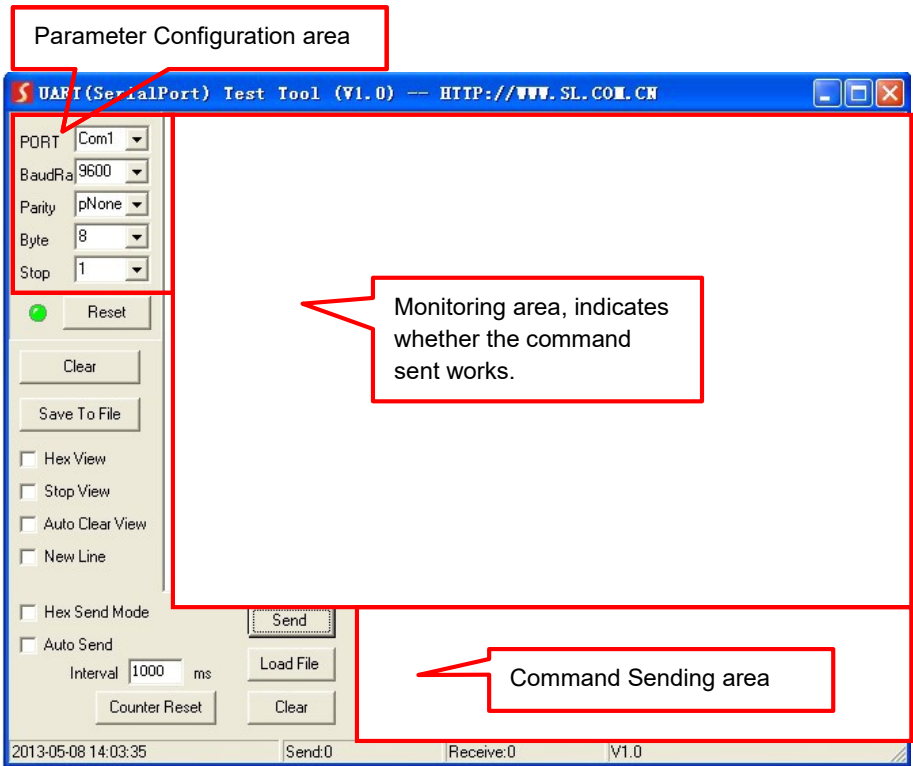 Parameter Configuration area
UART(SerialPort) Test Tool (V1.0) -- HTTP://WWW.SL.COM.CN
PORT Com1
BaudRa 9600
Parity pNone
Byte 8
Stop 1
Reset
Monitoring area, indicates
whether the command
sent works.
Clear
Save To File
Hex View
Stop View
Auto Clear View
New Line
Hex Send Mode
Send
Auto Send
Interval 1000 ms
Load File
Command Sending area
Counter Reset
Clear
2013-05-08 14:03:35 Send:0 Receive:0 V1.0